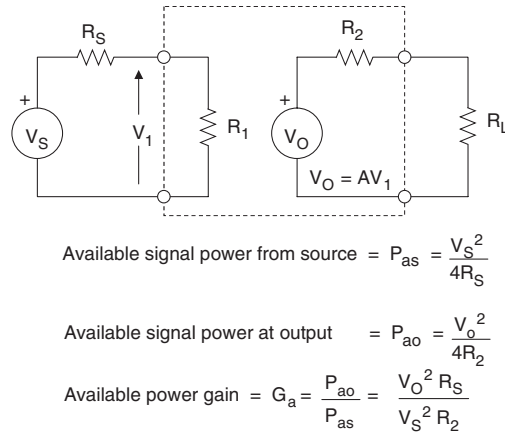 R_S
R_2
+
V_S
V_1
R_1
+
V_O
V_O = AV_1
R_L
Available signal power from source = P_as = V_S^2 / 4R_S
Available signal power at output = P_ao = V_o^2 / 4R_2
Available power gain = G_a = P_ao / P_as = V_O^2 R_S / V_S^2 R_2